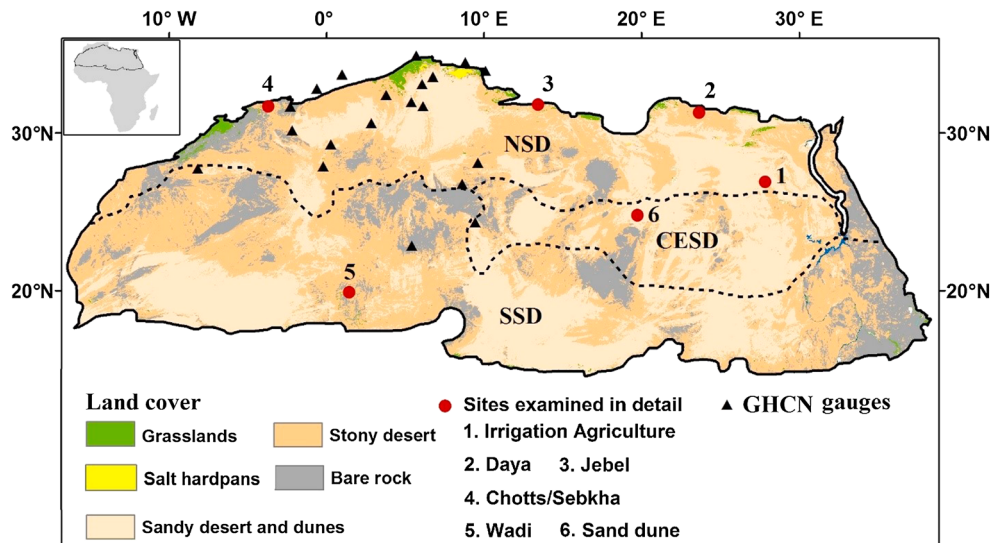 10° W 0° 10° E 20° E 30° E
4 3 2
30°N 30°N
NSD
1
6
CESD
5
20°N 20°N
SSD
Land cover
Sites examined in detail GHCN gauges
Grasslands Stony desert
1. Irrigation Agriculture
Salt hardpans Bare rock
2. Daya 3. Jebel
4. Chotts/Sebkha
Sandy desert and dunes
5. Wadi 6. Sand dune